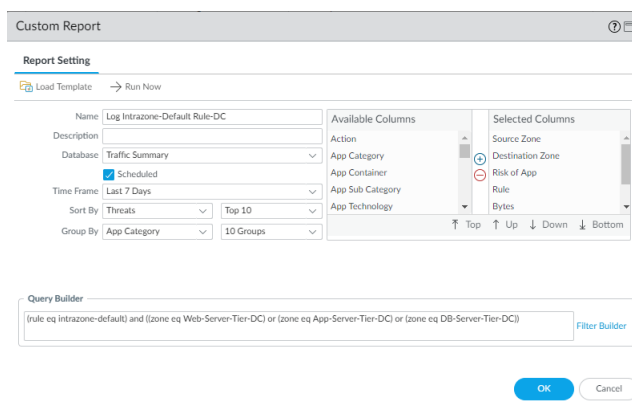 Custom Report
Report Setting
Load Template Run Now
Name Log Intrazone-Default Rule-DC
Description
Database Traffic Summary
Scheduled
Time Frame Last 7 Days
Sort By Threats Top 10
Group By App Category 10 Groups
Available Columns
Action
App Category
App Container
App Sub Category
App Technology
Selected Columns
Source Zone
Destination Zone
Risk of App
Rule
Bytes
Top Up Down Bottom
Query Builder
(rule eq intrazone-default) and ((zone eq Web-Server-Tier-DC) or (zone eq App-Server-Tier-DC) or (zone eq DB-Server-Tier-DC))
Filter Builder
OK Cancel